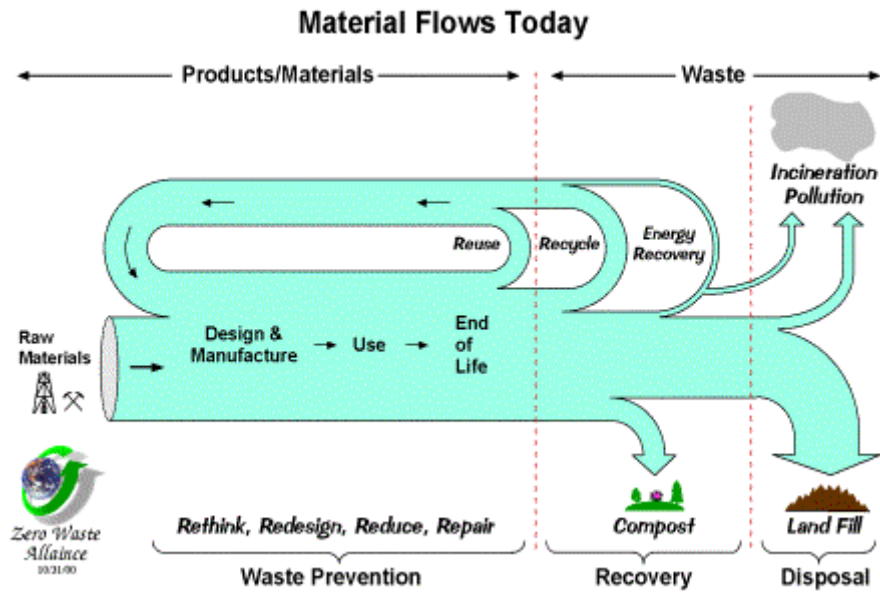 Material Flows Today
Products/Materials
Waste
Incineration
Pollution
Reuse
Recycle
Energy
Recovery
Raw
Materials
Design &
Manufacture
Use
End
of
Life
Zero Waste
Allaince
10/31/00
Rethink, Redesign, Reduce, Repair
Compost
Land Fill
Waste Prevention
Recovery
Disposal